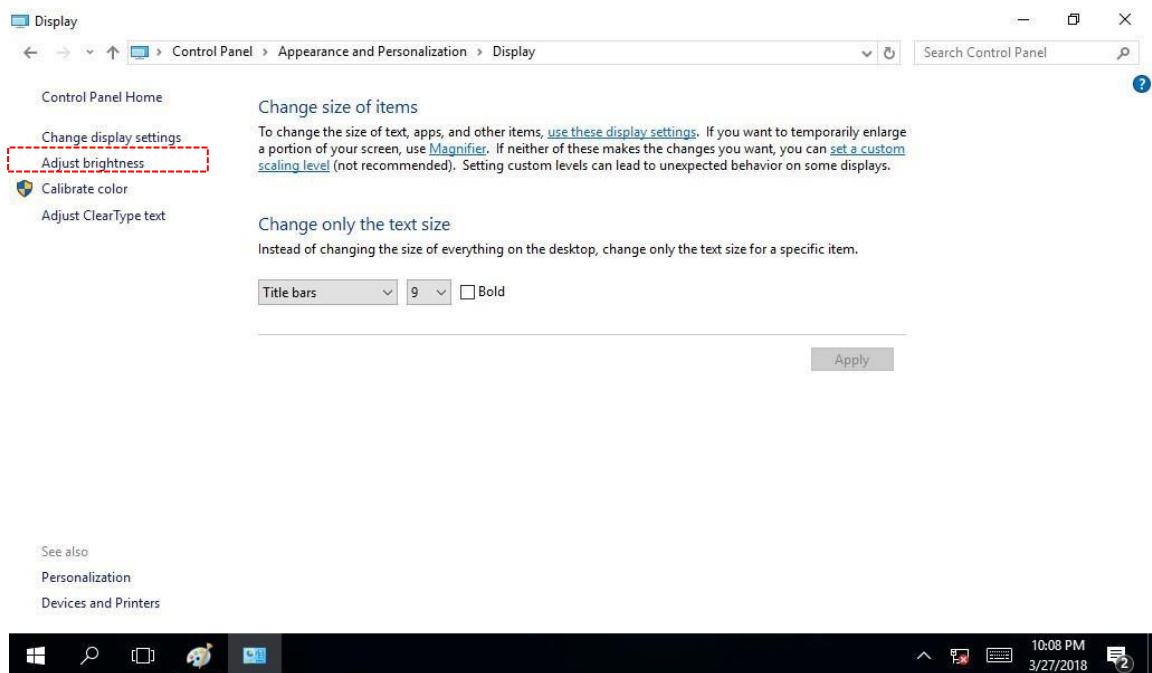 Display
Control Panel > Appearance and Personalization > Display
Search Control Panel
?
Control Panel Home
Change display settings
Adjust brightness
Calibrate color
Adjust ClearType text
Change size of items
To change the size of text, apps, and other items, use these display settings. If you want to temporarily enlarge
a portion of your screen, use Magnifier. If neither of these makes the changes you want, you can set a custom
scaling level (not recommended). Setting custom levels can lead to unexpected behavior on some displays.
Change only the text size
Instead of changing the size of everything on the desktop, change only the text size for a specific item.
Title bars 9 Bold
Apply
See also
Personalization
Devices and Printers
10:08 PM
3/27/2018
2